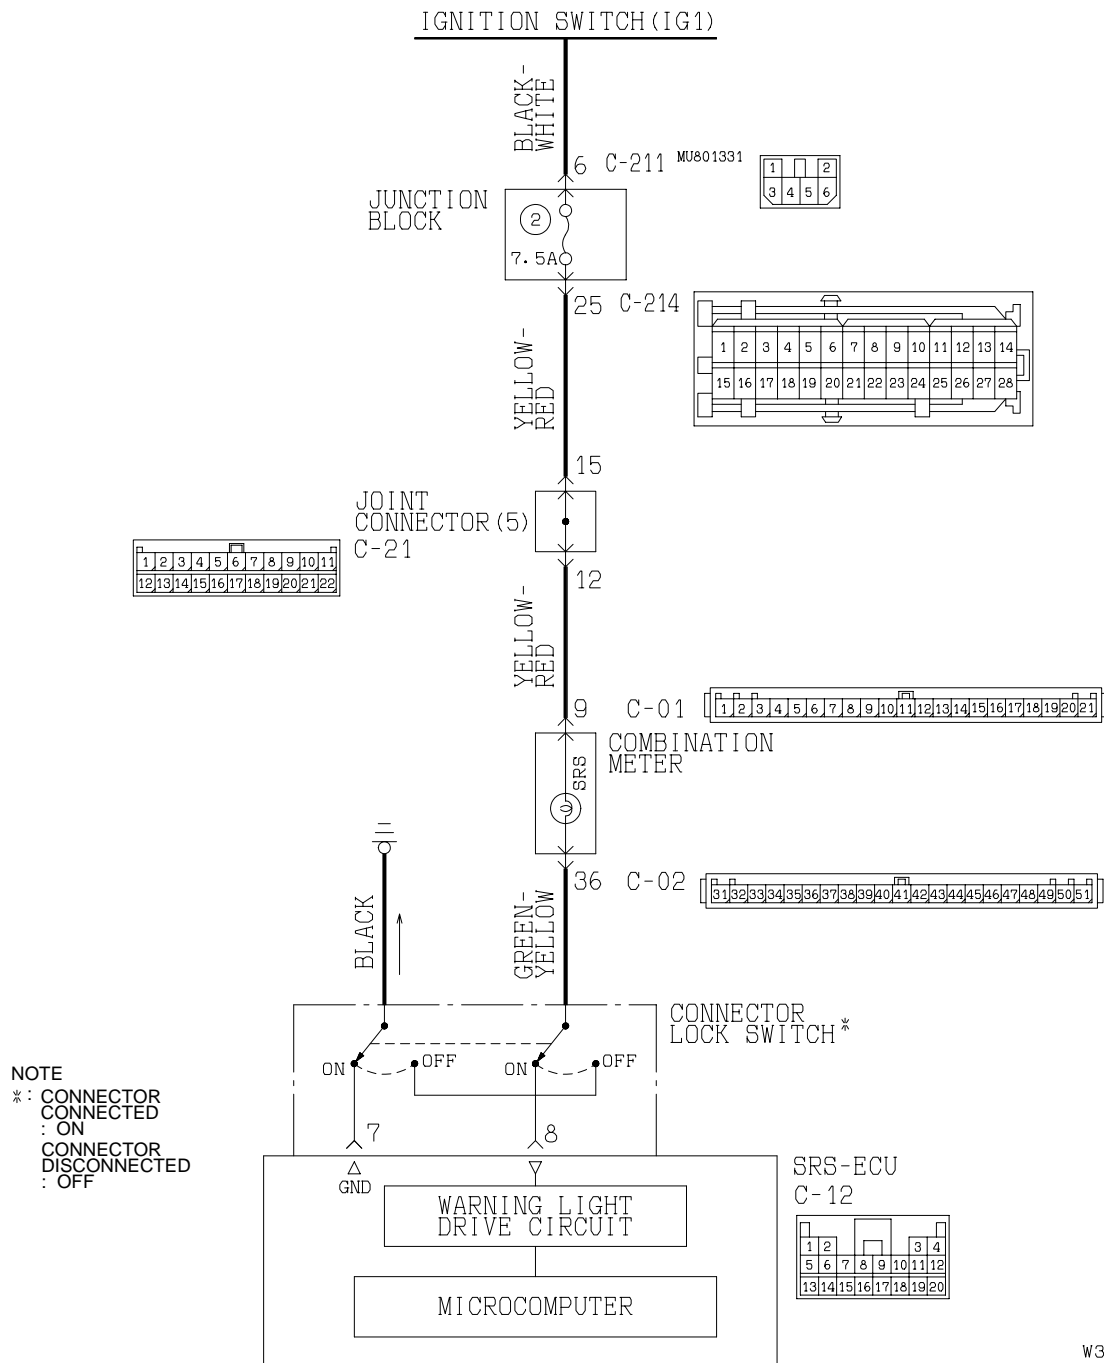 IGNITION SWITCH(IG1)
BLACK-
WHITE
6 C-211 MU801331
1 2
3 4 5 6
JUNCTION
BLOCK
2
7.5A
25 C-214
1 2 3 4 5 6 7 8 9 10 11 12 13 14
15 16 17 18 19 20 21 22 23 24 25 26 27 28
YELLOW-
RED
15
JOINT
CONNECTOR(5)
C-21
1 2 3 4 5 6 7 8 9 10 11
12 13 14 15 16 17 18 19 20 21 22
12
YELLOW-
RED
9 C-01
1 2 3 4 5 6 7 8 9 10 11 12 13 14 15 16 17 18 19 20 21
COMBINATION
METER
SRS
36 C-02
31 32 33 34 35 36 37 38 39 40 41 42 43 44 45 46 47 48 49 50 51
BLACK
GREEN-
YELLOW
CONNECTOR
LOCK SWITCH*
ON OFF ON OFF
NOTE
*: CONNECTOR
CONNECTED
: ON
CONNECTOR
DISCONNECTED
: OFF
7 8
GND
SRS-ECU
C-12
WARNING LIGHT
DRIVE CIRCUIT
1 2 3 4
5 6 7 8 9 10 11 12
13 14 15 16 17 18 19 20
MICROCOMPUTER
W3